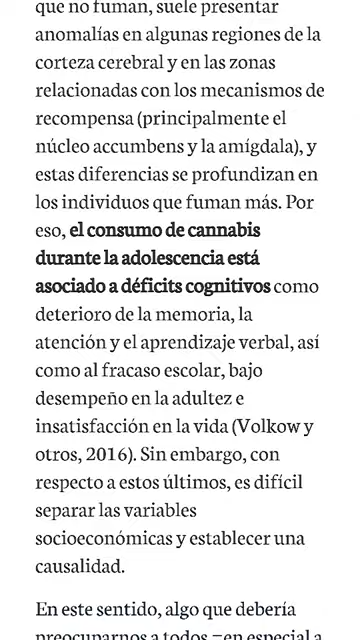 que no fuman, suele presentar
anomalías en algunas regiones de la
corteza cerebral y en las zonas
relacionadas con los mecanismos de
recompensa (principalmente el
núcleo accumbens y la amígdala), y
estas diferencias se profundizan en
los individuos que fuman más. Por
eso, el consumo de cannabis
durante la adolescencia está
asociado a déficits cognitivos como
deterioro de la memoria, la
atención y el aprendizaje verbal, así
como al fracaso escolar, bajo
desempeño en la adultez e
insatisfacción en la vida (Volkow y
otros, 2016). Sin embargo, con
respecto a estos últimos, es difícil
separar las variables
socioeconómicas y establecer una
causalidad.
En este sentido, algo que debería
preocuparnos a todos –en especial a